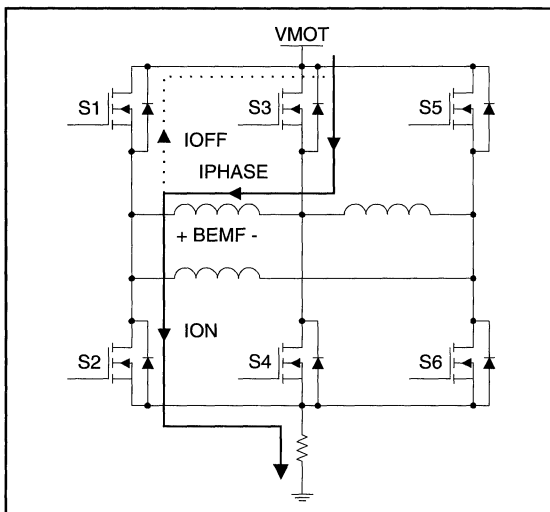 VMOT
S1
S3
S5
IOFF
IPHASE
+ BEMF -
ION
S2
S4
S6